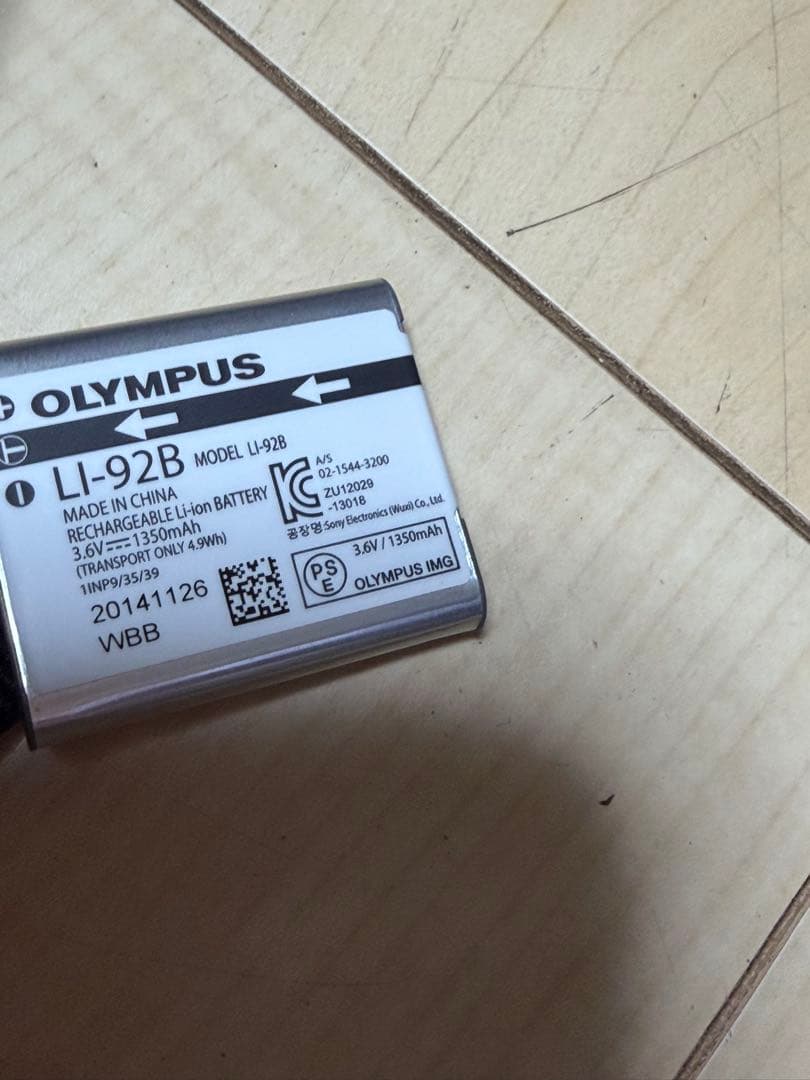 OLYMPUS
LI-92B MODEL LI-92B
MADE IN CHINA
RECHARGEABLE Li-ion BATTERY
3.6V⎓1350mAh
(TRANSPORT ONLY 4.9Wh)
1INP9/35/39
20141126
WBB
A/S
02-1544-3200
ZU12029
-13018
공장명:Sony Electronics (Wuxi) Co., Ltd.
PSE
3.6V / 1350mAh
OLYMPUS IMG